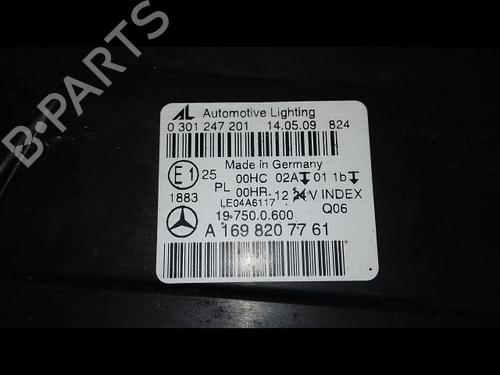 B-PARTS
AL Automotive Lighting
0 301 247 201 14.05.09 824
Made in Germany
E1 25 00HC 02A 01 1b
PL 00HR 12 24 V INDEX
1883 LE04A6117 Q06
19.750.0.600
A 169 820 77 61